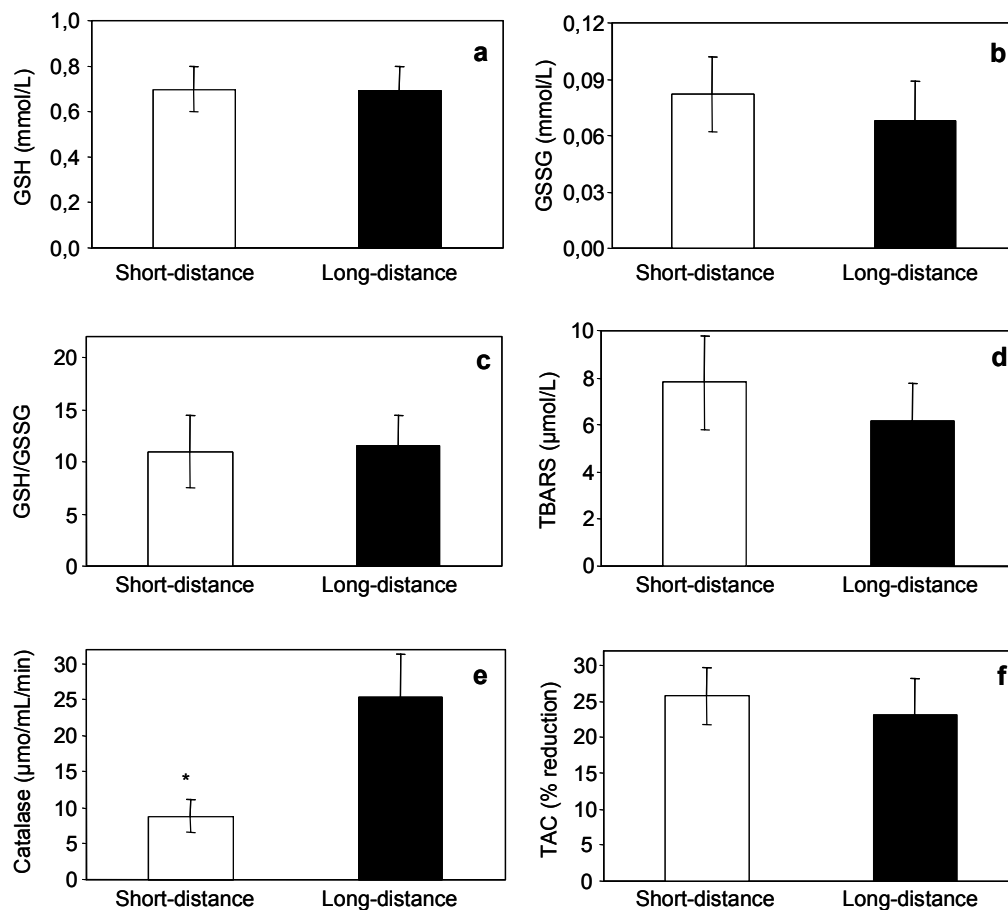 a
GSH (mmol/L)
1,0
0.8
0.6
0,4
0,2
0,0
Short-distance Long-distance
b
GSSG (mmol/L)
0,12
0,09
0,06
0,03
0,00
Short-distance Long-distance
c
GSH/GSSG
20
15
10
5
0
Short-distance Long-distance
d
TBARS (µmol/L)
10
8
6
4
2
0
Short-distance Long-distance
e
Catalase (µmo/mL/min)
30
25
20
15
10
5
0
*
Short-distance Long-distance
f
TAC (% reduction)
30
25
20
15
10
5
0
Short-distance Long-distance